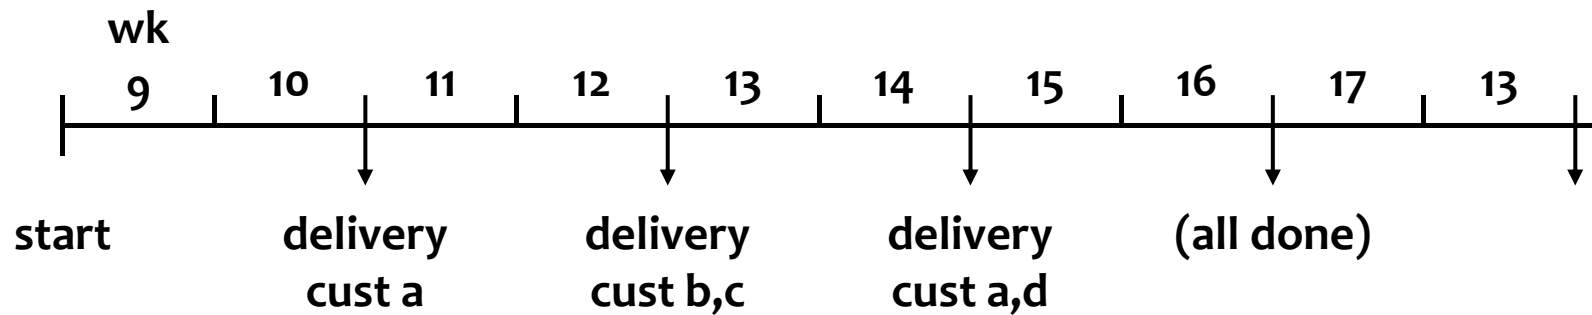 wk
9 10 11 12 13 14 15 16 17 13
start delivery delivery delivery (all done)
cust a cust b,c cust a,d